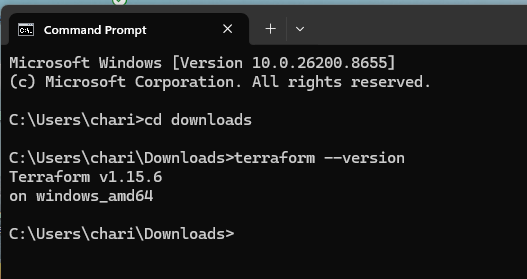 Command Prompt
Microsoft Windows [Version 10.0.26200.8655]
(c) Microsoft Corporation. All rights reserved.
C:\Users\chari>cd downloads
C:\Users\chari\Downloads>terraform --version
Terraform v1.15.6
on windows_amd64
C:\Users\chari\Downloads>